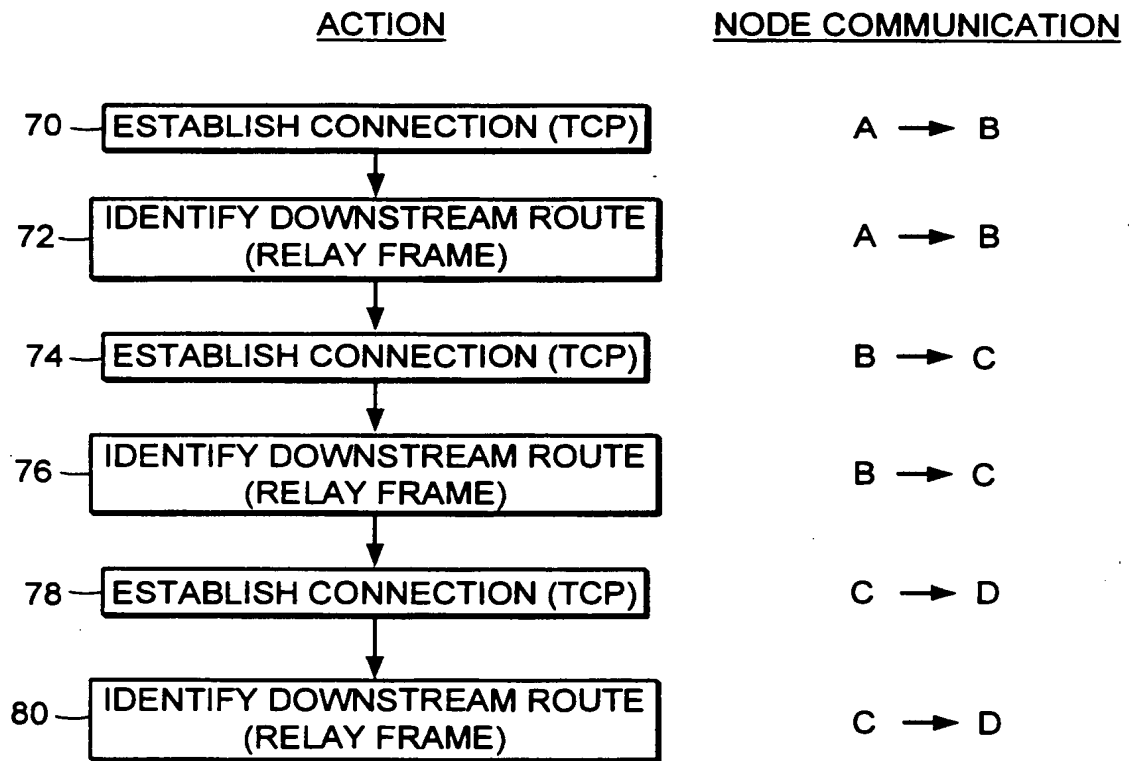 ACTION NODE COMMUNICATION
70 ESTABLISH CONNECTION (TCP) A → B
IDENTIFY DOWNSTREAM ROUTE
72 (RELAY FRAME) A → B
74 ESTABLISH CONNECTION (TCP) B → C
IDENTIFY DOWNSTREAM ROUTE
76 (RELAY FRAME) B → C
78 ESTABLISH CONNECTION (TCP) C → D
IDENTIFY DOWNSTREAM ROUTE
80 (RELAY FRAME) C → D